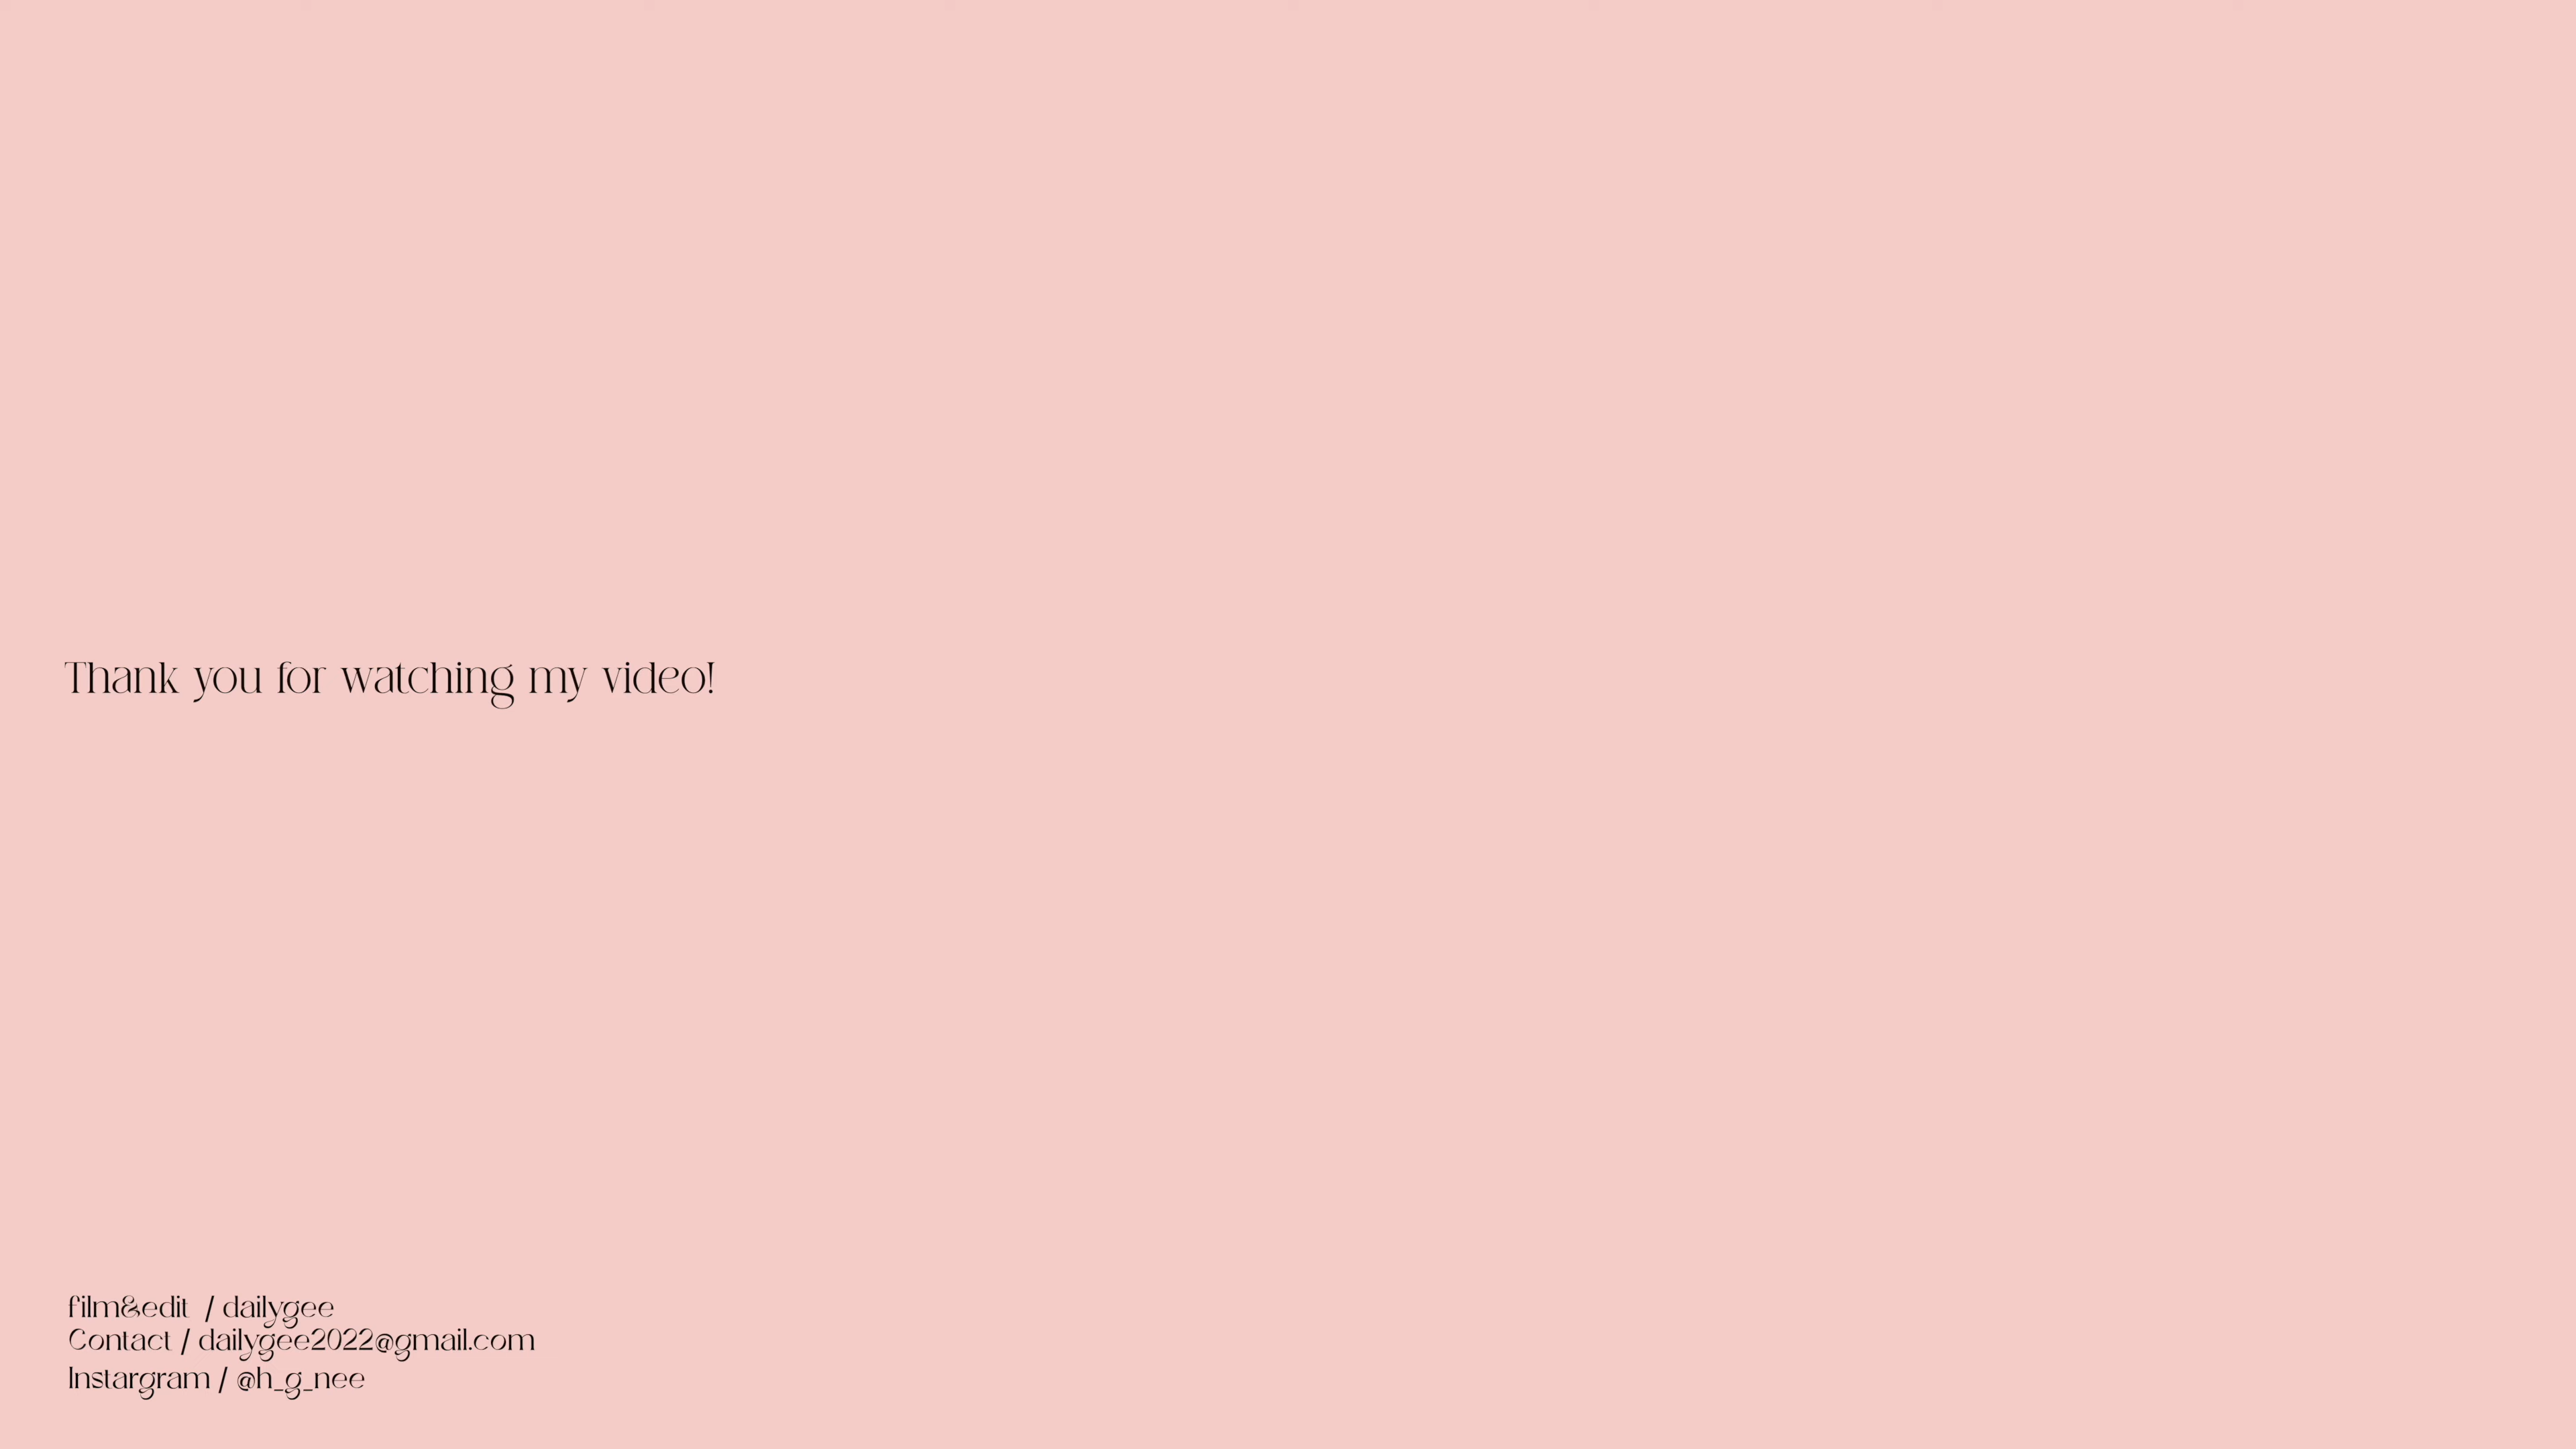 Thank you for watching my video!
film&edit / dailygee
Contact / dailygee2022@gmail.com
Instargram / @h_g_nee